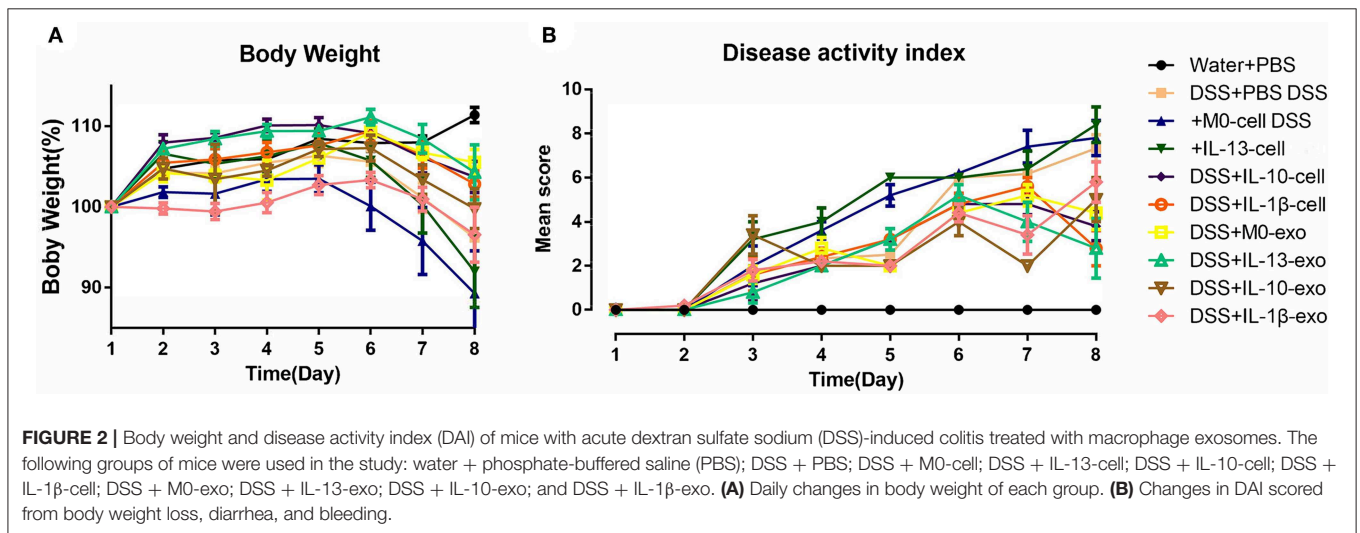 A
Body Weight
Boby Weight(%)
110
100
90
1 2 3 4 5 6 7 8
Time(Day)
B
Disease activity index
Mean score
10
8
6
4
2
0
1 2 3 4 5 6 7 8
Time(Day)
Water+PBS
DSS+PBS DSS
+M0-cell DSS
+IL-13-cell
DSS+IL-10-cell
DSS+IL-1β-cell
DSS+M0-exo
DSS+IL-13-exo
DSS+IL-10-exo
DSS+IL-1β-exo
FIGURE 2 | Body weight and disease activity index (DAI) of mice with acute dextran sulfate sodium (DSS)-induced colitis treated with macrophage exosomes. The
following groups of mice were used in the study: water + phosphate-buffered saline (PBS); DSS + PBS; DSS + M0-cell; DSS + IL-13-cell; DSS + IL-10-cell; DSS +
IL-1β-cell; DSS + M0-exo; DSS + IL-13-exo; DSS + IL-10-exo; and DSS + IL-1β-exo. (A) Daily changes in body weight of each group. (B) Changes in DAI scored
from body weight loss, diarrhea, and bleeding.